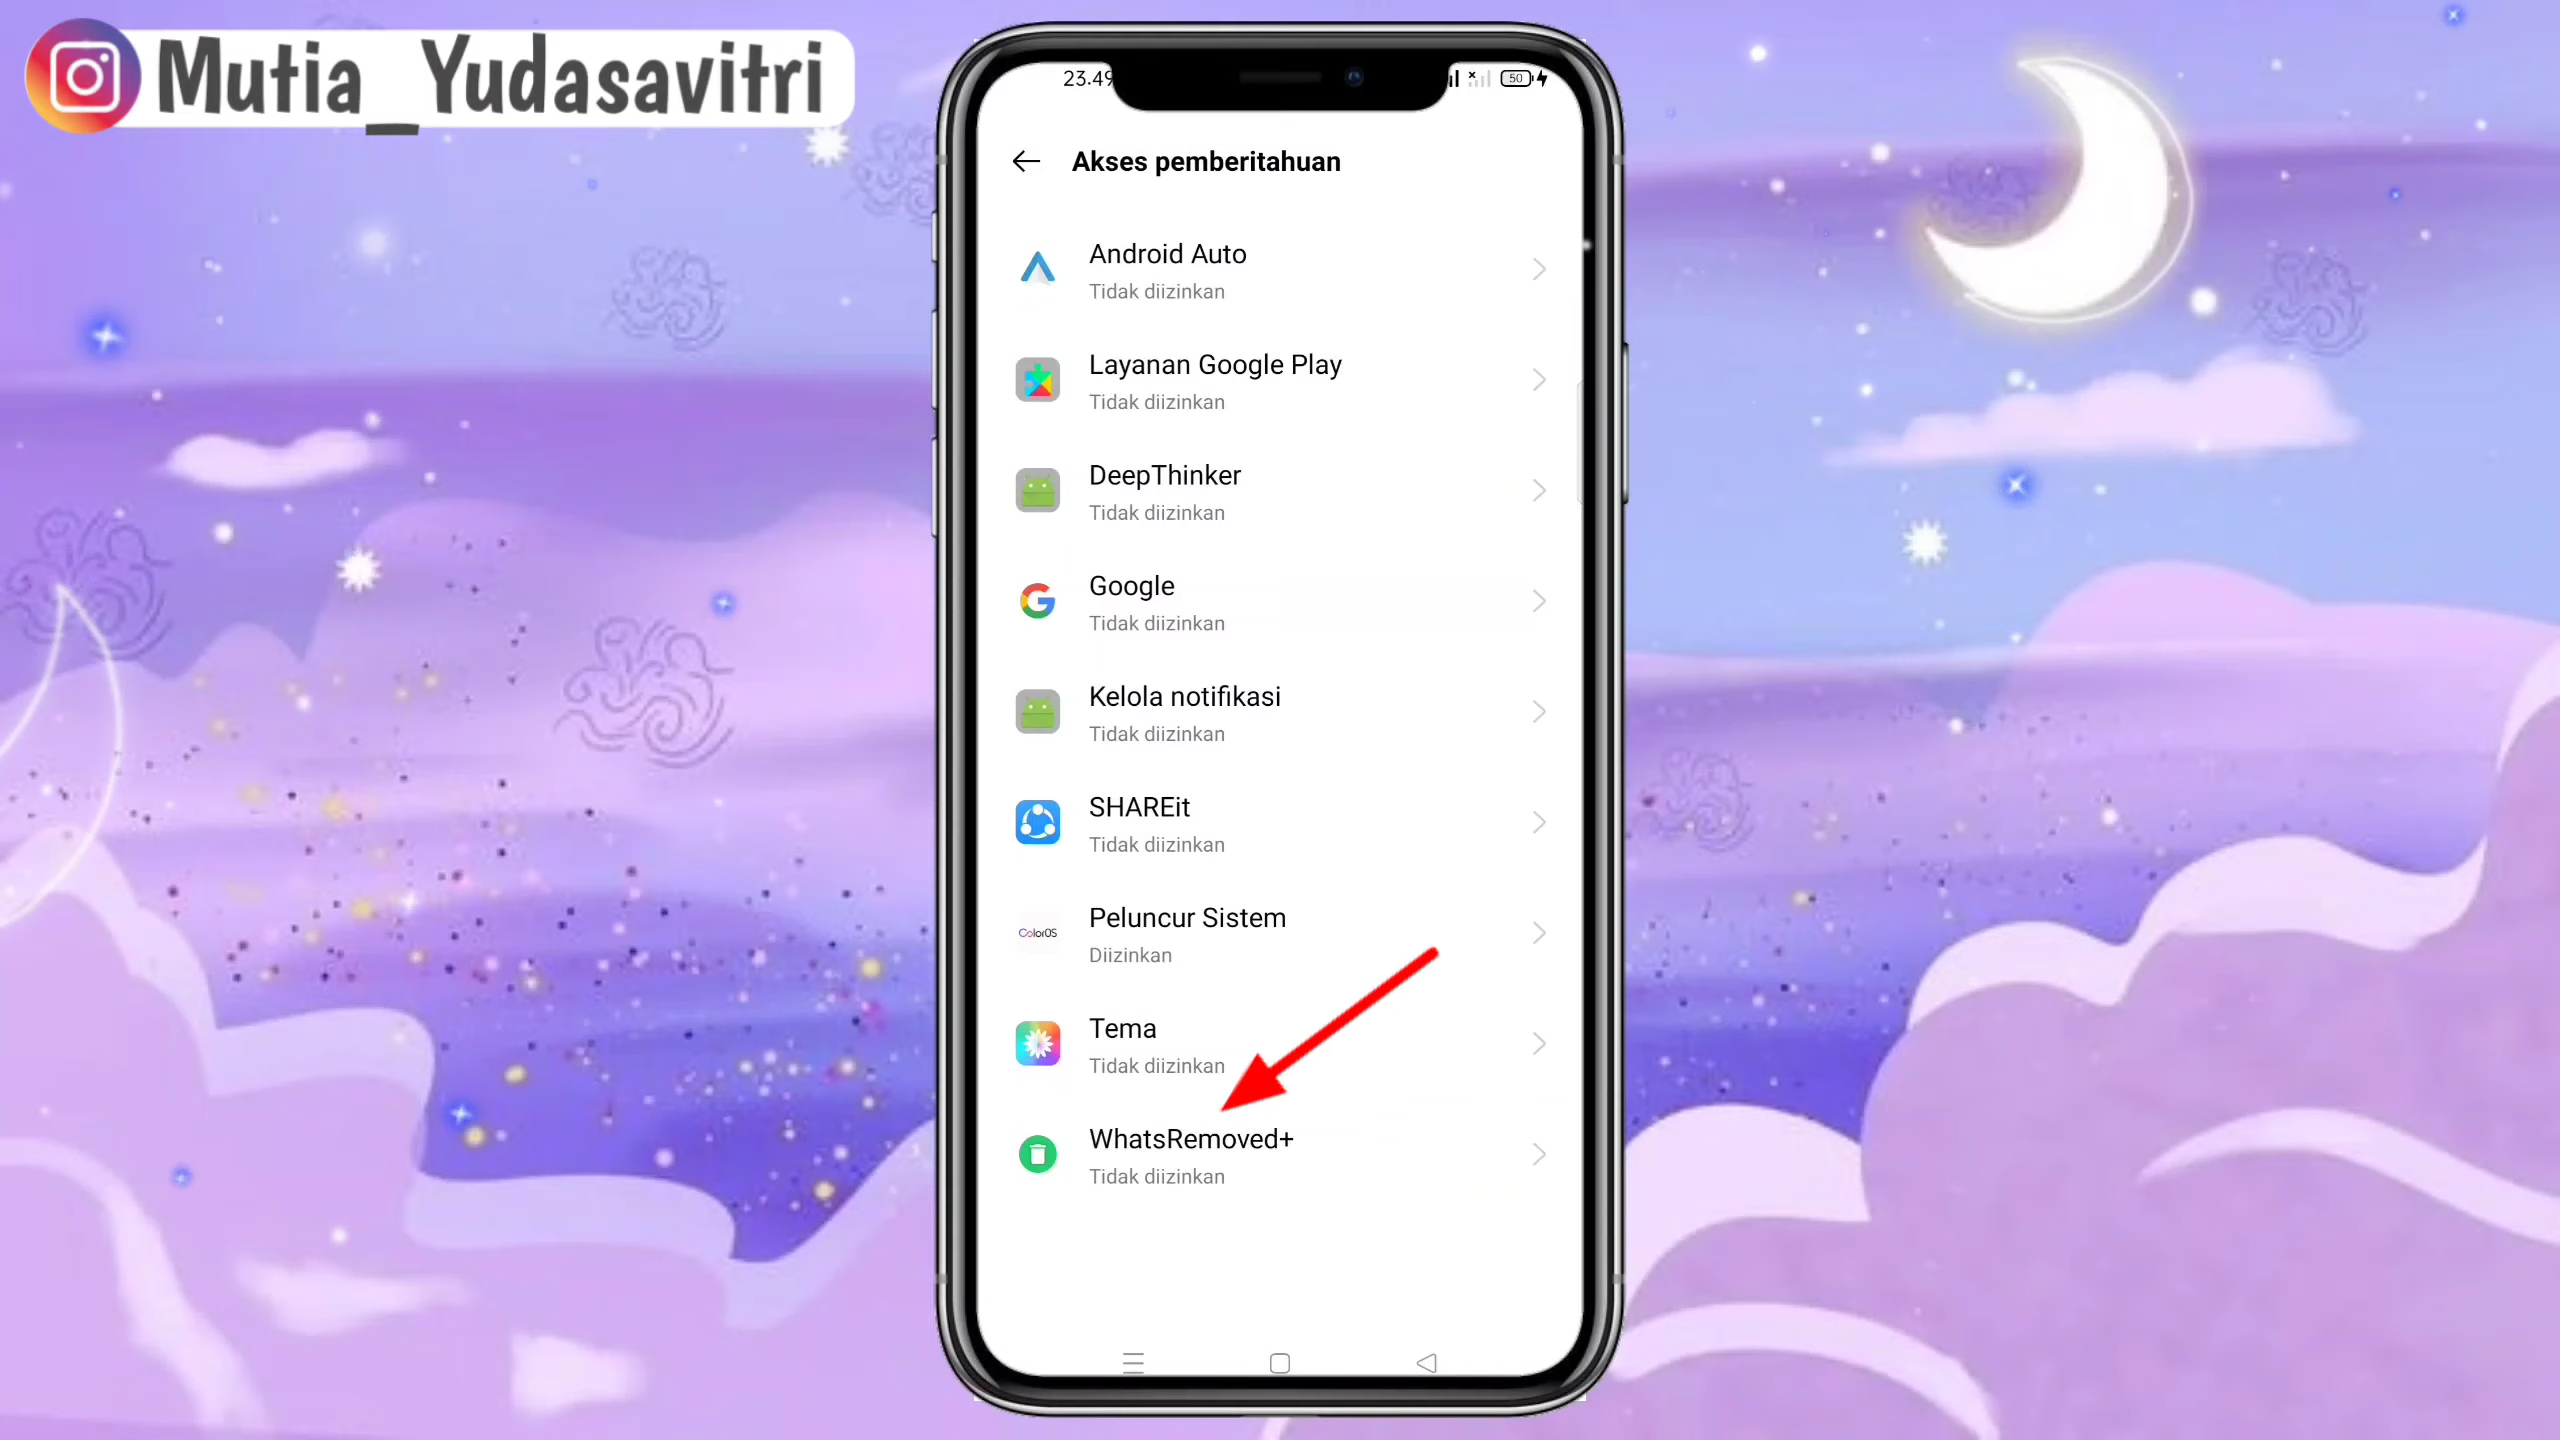 Mutia_Yudasavitri
23.49
50
Akses pemberitahuan
Android Auto
Tidak diizinkan
Layanan Google Play
Tidak diizinkan
DeepThinker
Tidak diizinkan
Google
Tidak diizinkan
Kelola notifikasi
Tidak diizinkan
SHAREit
Tidak diizinkan
Peluncur Sistem
ColorOS
Diizinkan
Tema
Tidak diizinkan
WhatsRemoved+
Tidak diizinkan